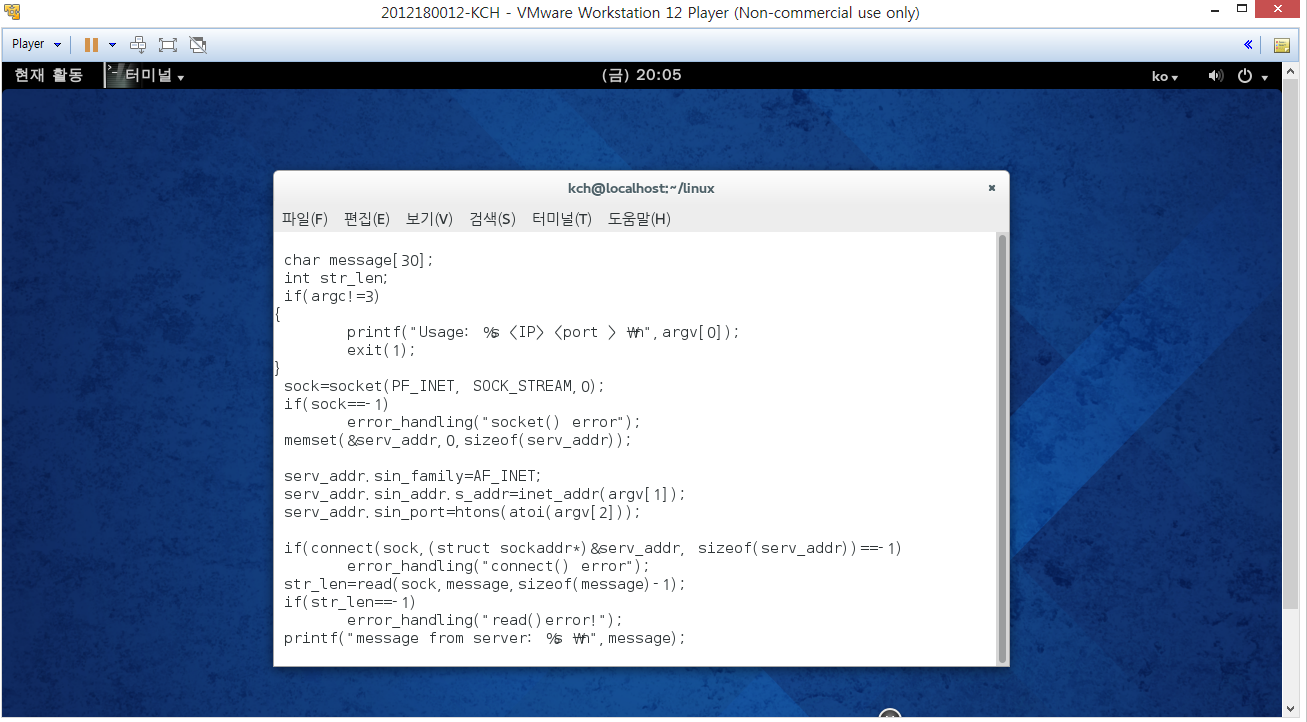 2012180012-KCH - VMware Workstation 12 Player (Non-commercial use only)
Player
현재 활동 터미널 (금) 20:05 ko
kch@localhost:~/linux
파일(F) 편집(E) 보기(V) 검색(S) 터미널(T) 도움말(H)
char message[30];
int str_len;
if(argc!=3)
{
printf("Usage: %s <IP> <port > ₩n",argv[0]);
exit(1);
}
sock=socket(PF_INET, SOCK_STREAM,0);
if(sock==-1)
error_handling("socket() error");
memset(&serv_addr,0,sizeof(serv_addr));
serv_addr.sin_family=AF_INET;
serv_addr.sin_addr.s_addr=inet_addr(argv[1]);
serv_addr.sin_port=htons(atoi(argv[2]));
if(connect(sock,(struct sockaddr*)&serv_addr, sizeof(serv_addr))==-1)
error_handling("connect() error");
str_len=read(sock,message,sizeof(message)-1);
if(str_len==-1)
error_handling("read()error!");
printf("message from server: %s ₩n",message);